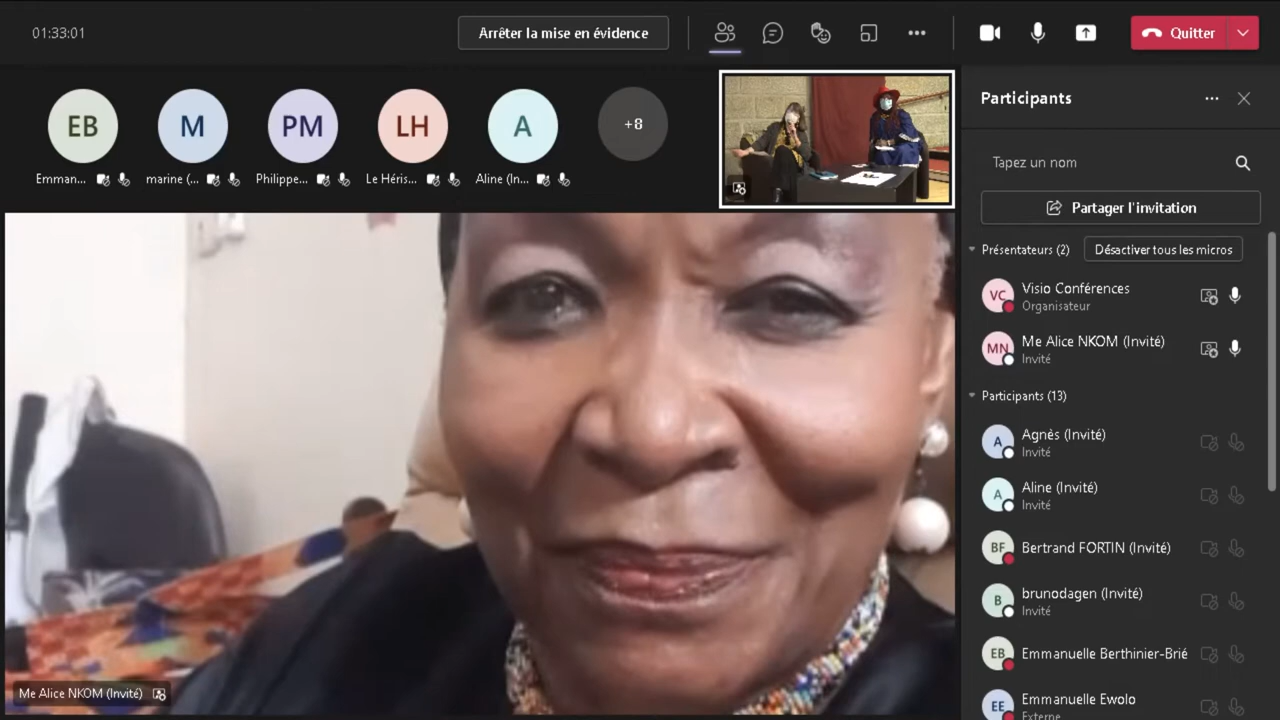 01:33:01
Arrêter la mise en évidence
Quitter
EB
M
PM
LH
A
+8
Emman...
marine (...
Philippe...
Le Héris...
Aline (In...
Participants
Tapez un nom
Partager l'invitation
Présentateurs (2)
Désactiver tous les micros
VC
Visio Conférences
Organisateur
MN
Me Alice NKOM (Invité)
Invité
Participants (13)
A
Agnès (Invité)
Invité
A
Aline (Invité)
Invité
BF
Bertrand FORTIN (Invité)
B
brunodagen (Invité)
Invité
EB
Emmanuelle Berthinier-Brié
EE
Emmanuelle Ewolo
Externe
Me Alice NKOM (Invité)